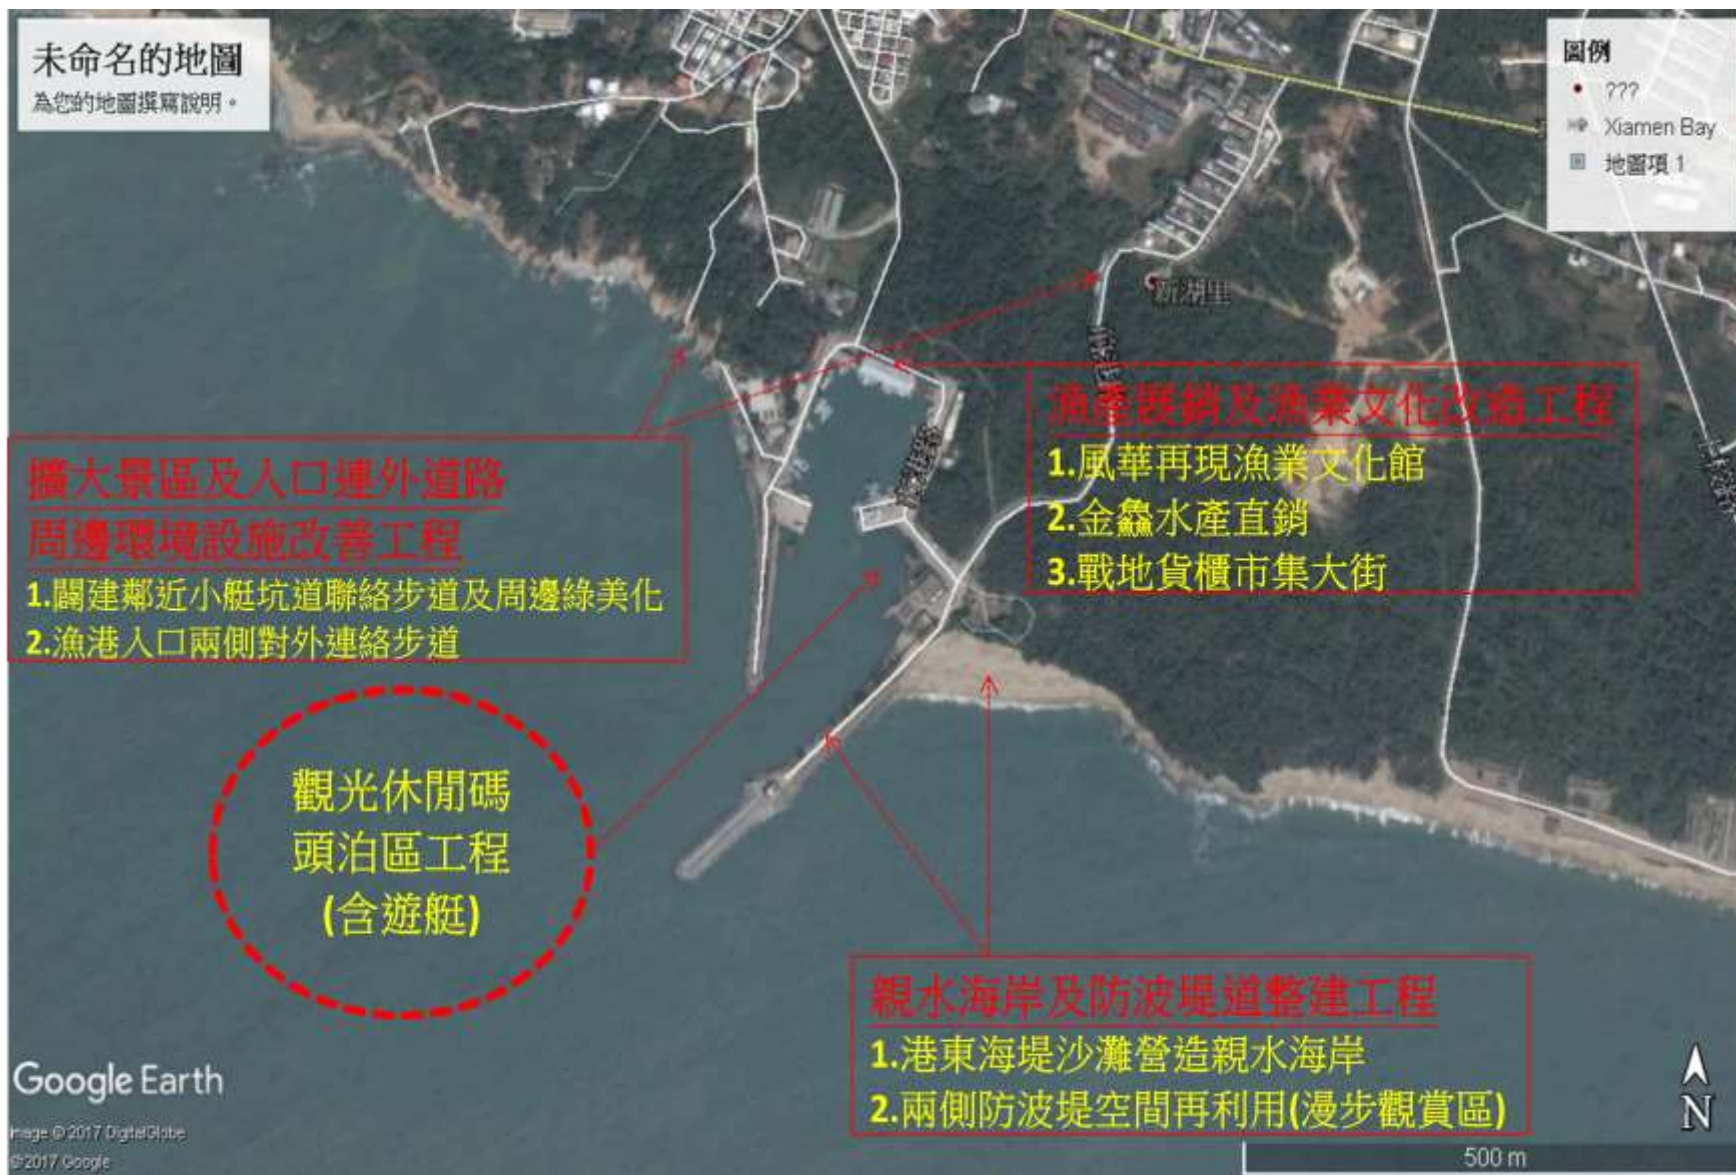 未命名的地圖
為您的地圖撰寫說明。
圖例
???
Xiamen Bay
地圖項 1
新湖里
漁產展銷及漁業文化改造工程
1.風華再現漁業文化館
2.金鱻水產直銷
3.戰地貨櫃市集大街
擴大景區及入口連外道路
周邊環境設施改善工程
1.闢建鄰近小艇坑道聯絡步道及周邊綠美化
2.漁港入口兩側對外連絡步道
觀光休閒碼
頭泊區工程
(含遊艇)
親水海岸及防波堤道整建工程
1.港東海堤沙灘營造親水海岸
2.兩側防波堤空間再利用(漫步觀賞區)
Google Earth
Image © 2017 DigitalGlobe
© 2017 Google
N
500 m